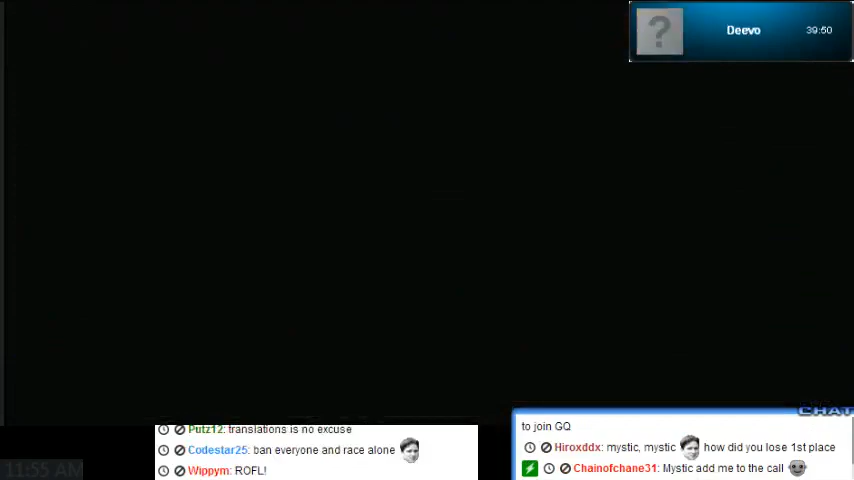 Deevo 39:50
CHAT
to join GQ
Hiroxddx: mystic, mystic how did you lose 1st place
Chainofchane31: Mystic add me to the call
Putz12: translations is no excuse
Codestar25: ban everyone and race alone
Wippym: ROFL!
11:55 AM